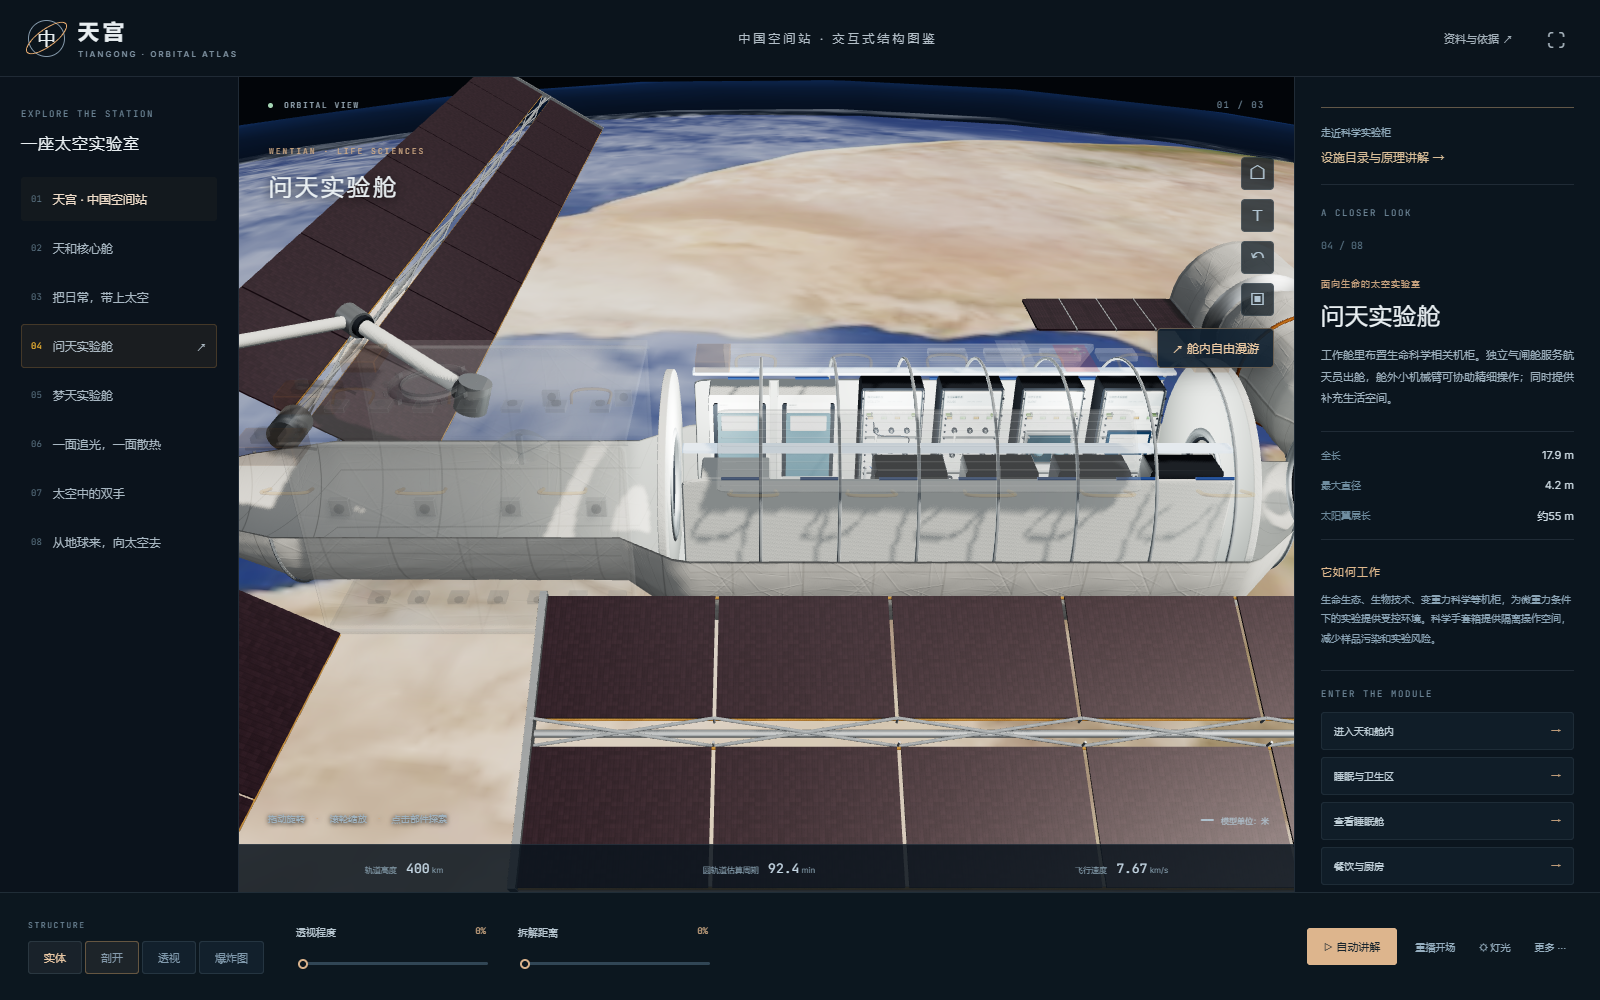 中
天宫
TIANGONG · ORBITAL ATLAS
中国空间站 · 交互式结构图鉴
资料与依据 ↗
EXPLORE THE STATION
一座太空实验室
01 天宫 · 中国空间站
02 天和核心舱
03 把日常，带上太空
04 问天实验舱 ↗
05 梦天实验舱
06 一面追光，一面散热
07 太空中的双手
08 从地球来，向太空去
ORBITAL VIEW
01 / 03
WENTIAN · LIFE SCIENCES
问天实验舱
T
↗ 舱内自由漫游
模型单位：米
轨道高度 400 km
圆轨道估算周期 92.4 min
飞行速度 7.67 km/s
走近科学实验柜
设施目录与原理讲解 →
A CLOSER LOOK
04 / 08
面向生命的太空实验室
问天实验舱
工作舱里布置生命科学相关机柜。独立气闸舱服务航
天员出舱，舱外小机械臂可协助精细操作；同时提供
补充生活空间。
全长 17.9 m
最大直径 4.2 m
太阳翼展长 约55 m
它如何工作
生命生态、生物技术、变重力科学等机柜，为微重力条件
下的实验提供受控环境。科学手套箱提供隔离操作空间，
减少样品污染和实验风险。
ENTER THE MODULE
进入天和舱内 →
睡眠与卫生区 →
查看睡眠舱 →
餐饮与厨房 →
STRUCTURE
实体 剖开 透视 爆炸图
透视程度 0%
拆解距离 0%
▷ 自动讲解
重播开场
灯光
更多 ···